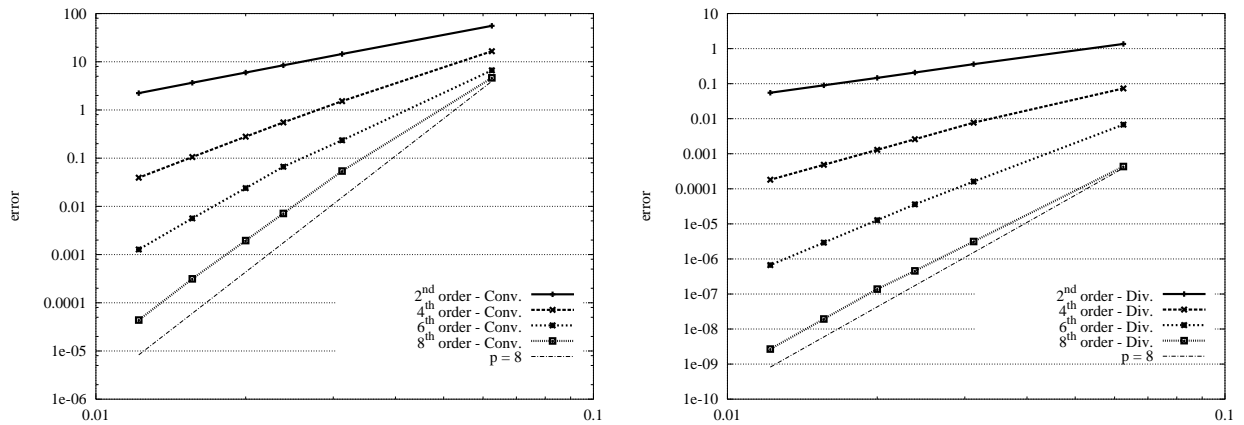 100
10
1
0.1
0.01
0.001
0.0001
1e-05
1e-06
error
0.01
0.1
2nd order - Conv.
4th order - Conv.
6th order - Conv.
8th order - Conv.
p = 8
10
1
0.1
0.01
0.001
0.0001
1e-05
1e-06
1e-07
1e-08
1e-09
1e-10
error
0.01
0.1
2nd order - Div.
4th order - Div.
6th order - Div.
8th order - Div.
p = 8